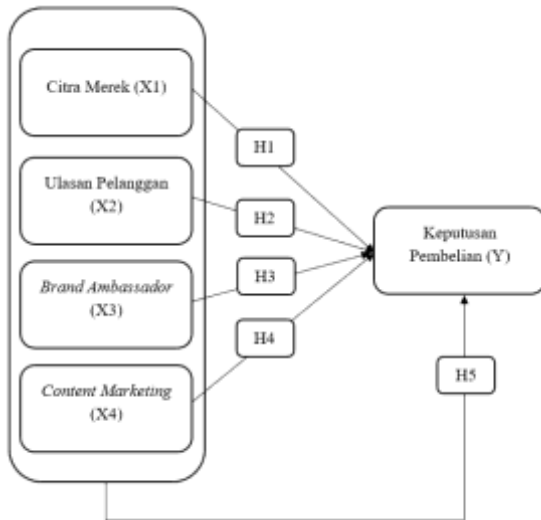 Citra Merek (X1)
H1
Ulasan Pelanggan
(X2)
H2
Keputusan
Pembelian (Y)
Brand Ambassador
(X3)
H3
H4
Content Marketing
(X4)
H5